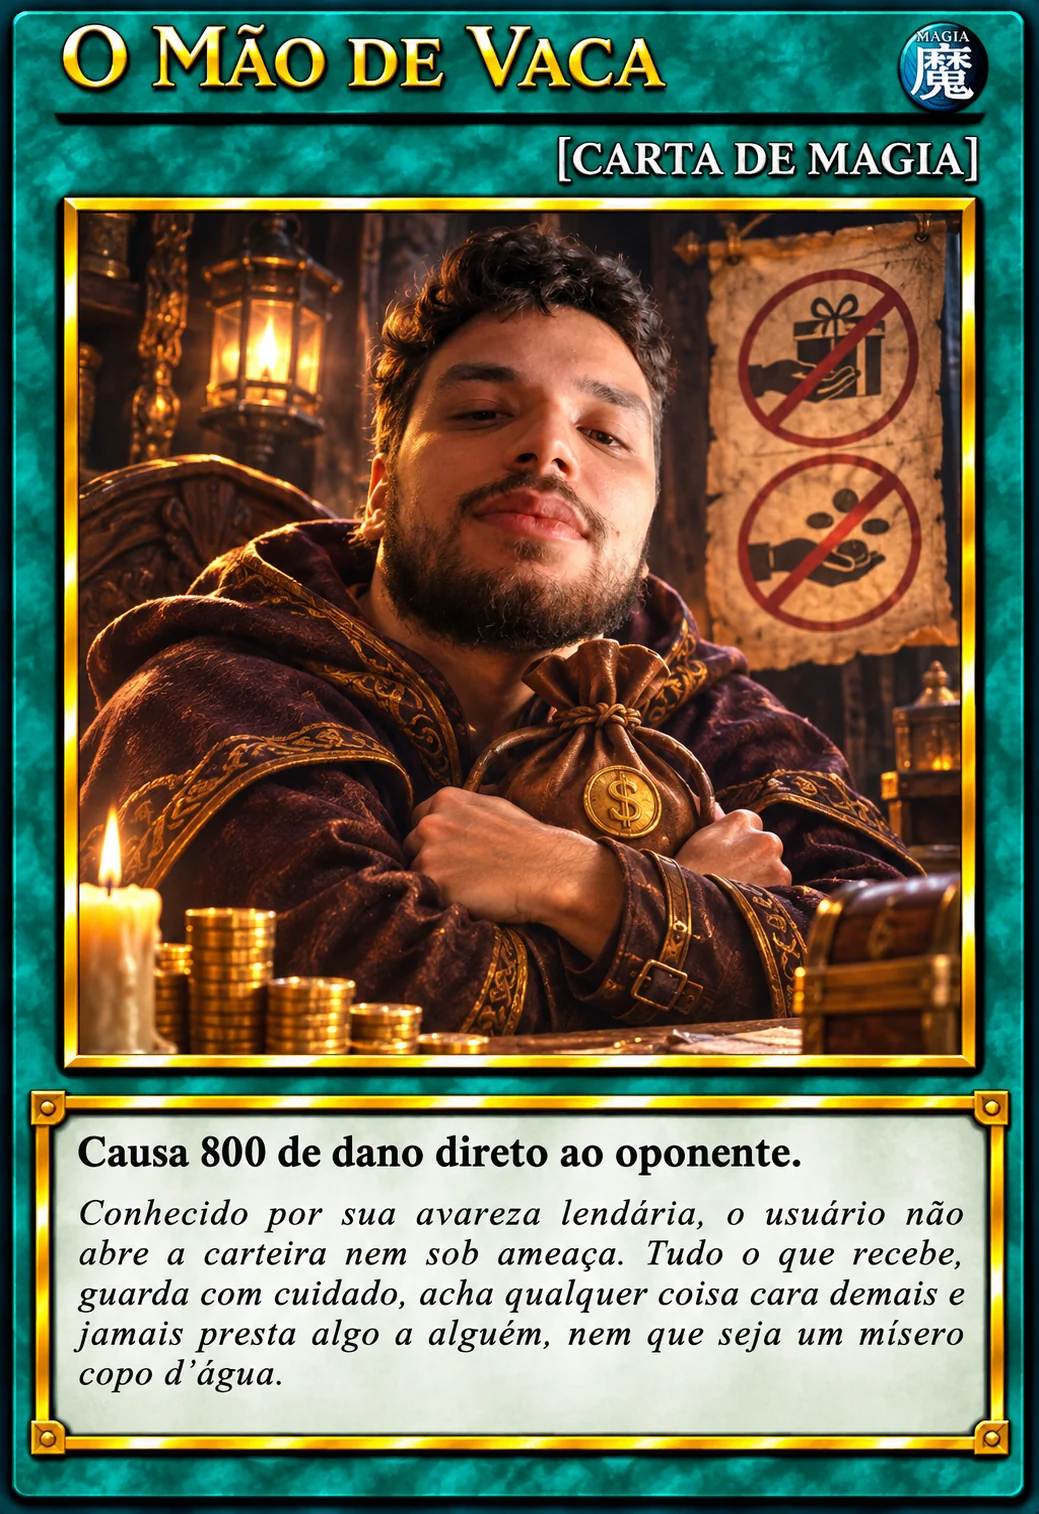 O MÃO DE VACA
MAGIA
魔
[CARTA DE MAGIA]
$
Causa 800 de dano direto ao oponente.
Conhecido por sua avareza lendária, o usuário não
abre a carteira nem sob ameaça. Tudo o que recebe,
guarda com cuidado, acha qualquer coisa cara demais e
jamais presta algo a alguém, nem que seja um mísero
copo d’água.